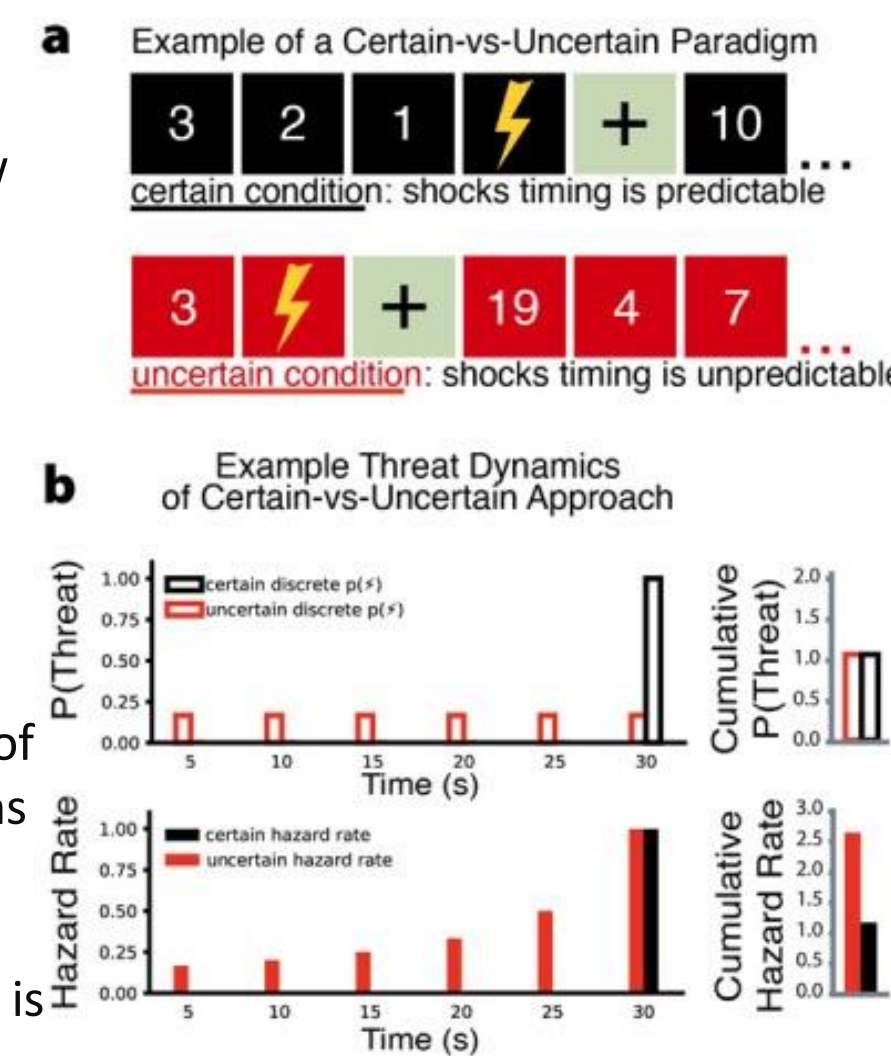 a Example of a Certain-vs-Uncertain Paradigm
3 2 1 + 10 ...
certain condition: shocks timing is predictable
3 + 19 4 7 ...
uncertain condition: shocks timing is unpredictable
b Example Threat Dynamics
of Certain-vs-Uncertain Approach
P(Threat)
1.00
0.75
0.50
0.25
0.00
certain discrete p(⚡)
uncertain discrete p(⚡)
5 10 15 20 25 30
Time (s)
Cumulative
P(Threat)
2.0
1.5
1.0
0.5
0.0
of
Hazard Rate
1.00
0.75
0.50
0.25
0.00
certain hazard rate
uncertain hazard rate
5 10 15 20 25 30
Time (s)
Cumulative
Hazard Rate
3.0
2.5
2.0
1.5
1.0
0.5
0.0
is